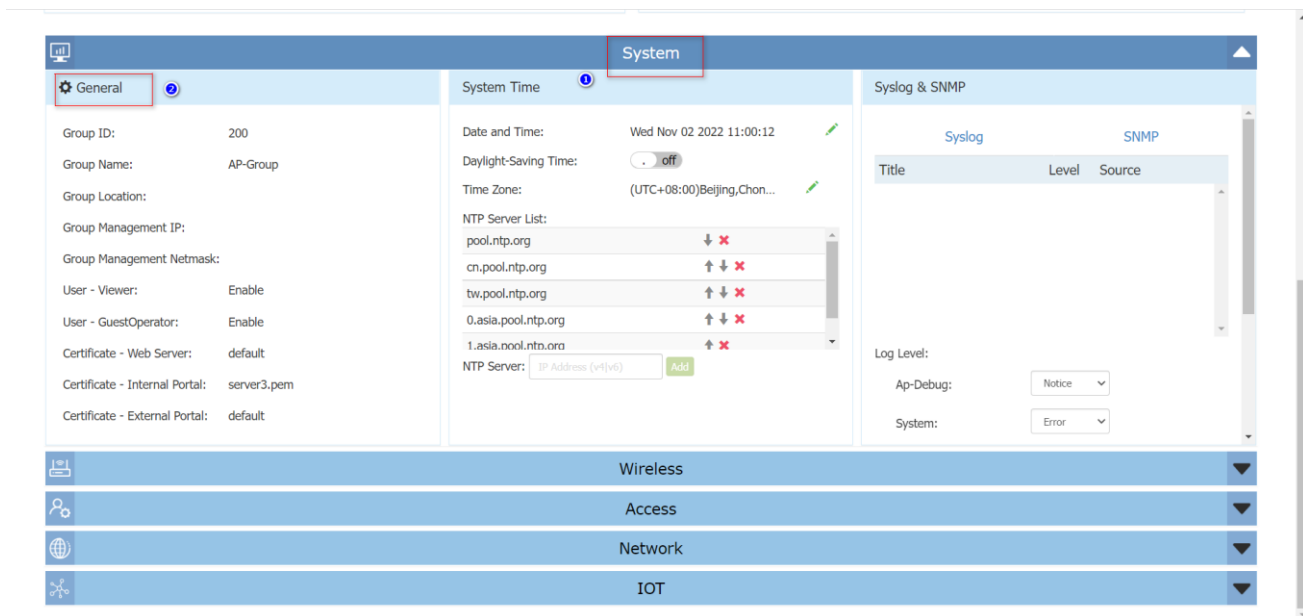 System
General
2
Group ID: 200
Group Name: AP-Group
Group Location:
Group Management IP:
Group Management Netmask:
User - Viewer: Enable
User - GuestOperator: Enable
Certificate - Web Server: default
Certificate - Internal Portal: server3.pem
Certificate - External Portal: default
System Time
1
Date and Time: Wed Nov 02 2022 11:00:12
Daylight-Saving Time: off
Time Zone: (UTC+08:00)Beijing,Chon...
NTP Server List:
pool.ntp.org
cn.pool.ntp.org
tw.pool.ntp.org
0.asia.pool.ntp.org
1.asia.pool.ntp.org
NTP Server: IP Address (v4|v6) Add
Syslog & SNMP
Syslog SNMP
Title Level Source
Log Level:
Ap-Debug: Notice
System: Error
Wireless
Access
Network
IOT